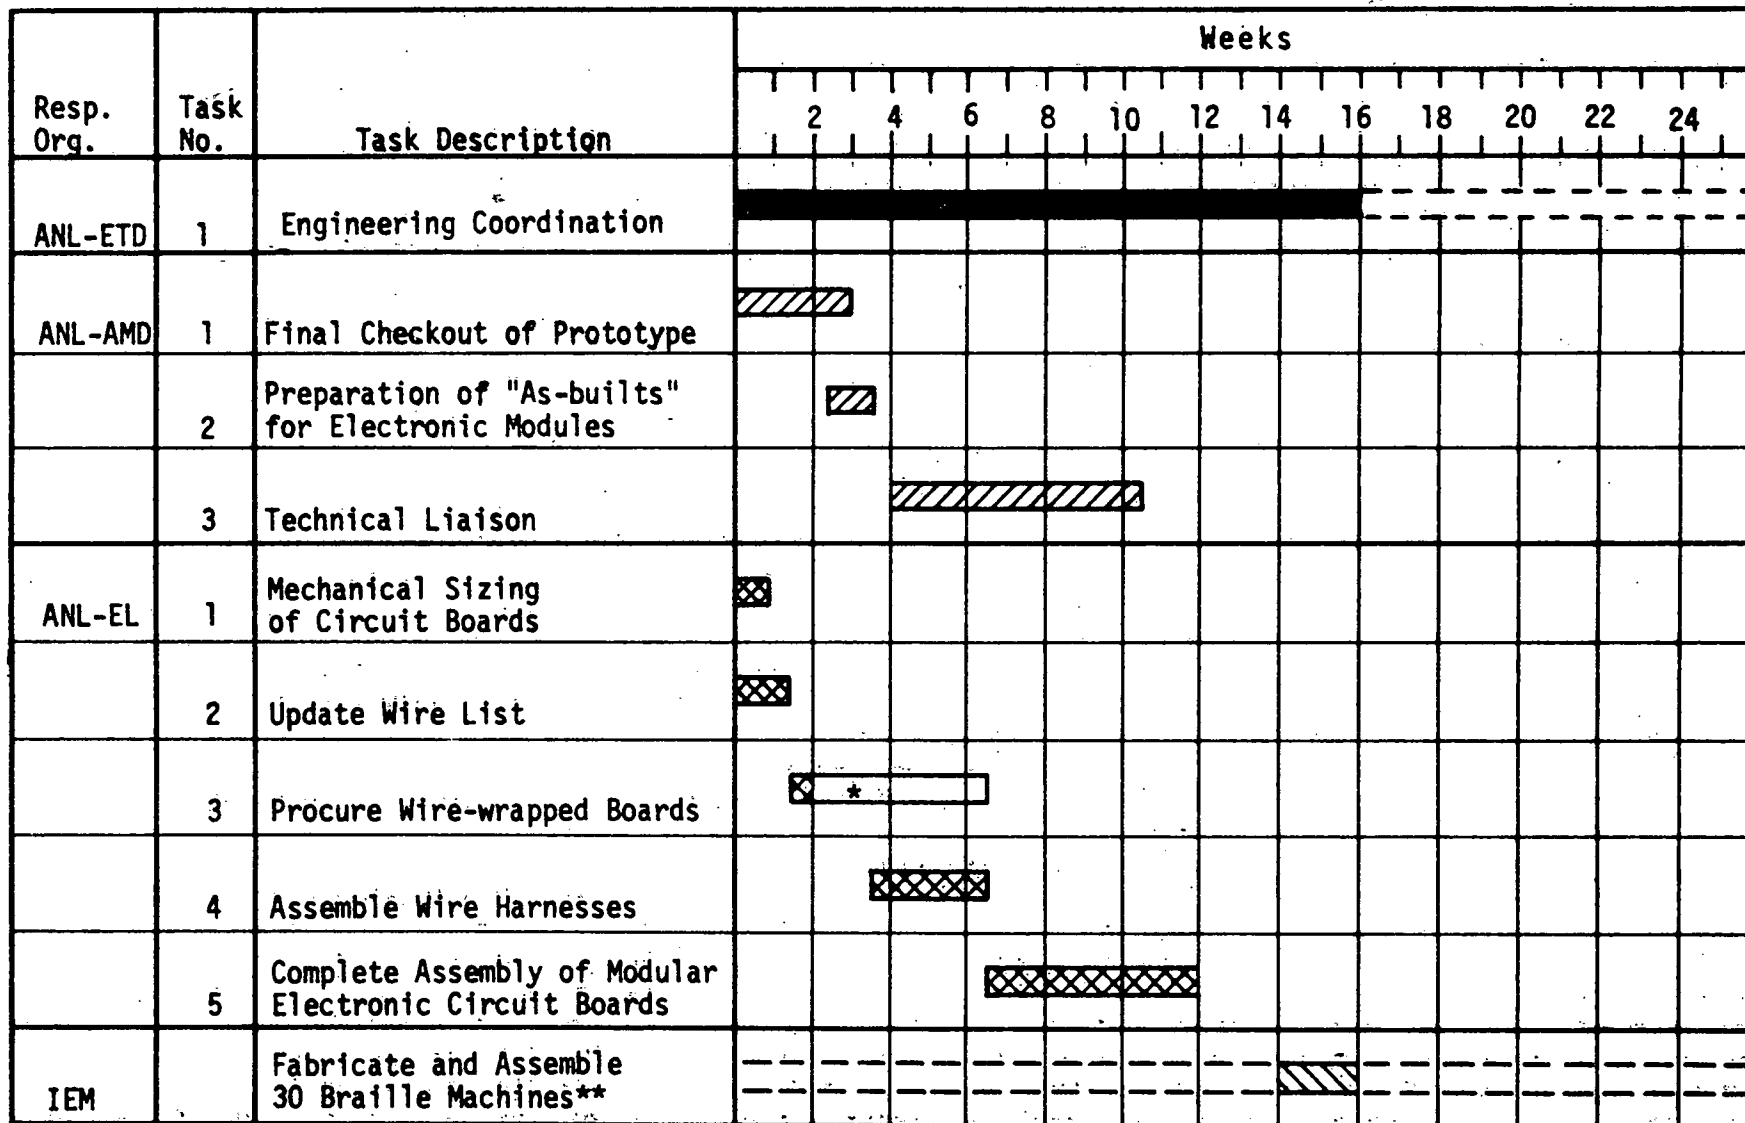 Weeks
2 4 6 8 10 12 14 16 18 20 22 24
Resp. Task
Org. No. Task Description
ANL-ETD 1 Engineering Coordination
ANL-AMD 1 Final Checkout of Prototype
Preparation of "As-builts"
2 for Electronic Modules
3 Technical Liaison
Mechanical Sizing
ANL-EL 1 of Circuit Boards
2 Update Wire List
3 Procure Wire-wrapped Boards *
4 Assemble Wire Harnesses
Complete Assembly of Modular
5 Electronic Circuit Boards
Fabricate and Assemble
IEM 30 Braille Machines**